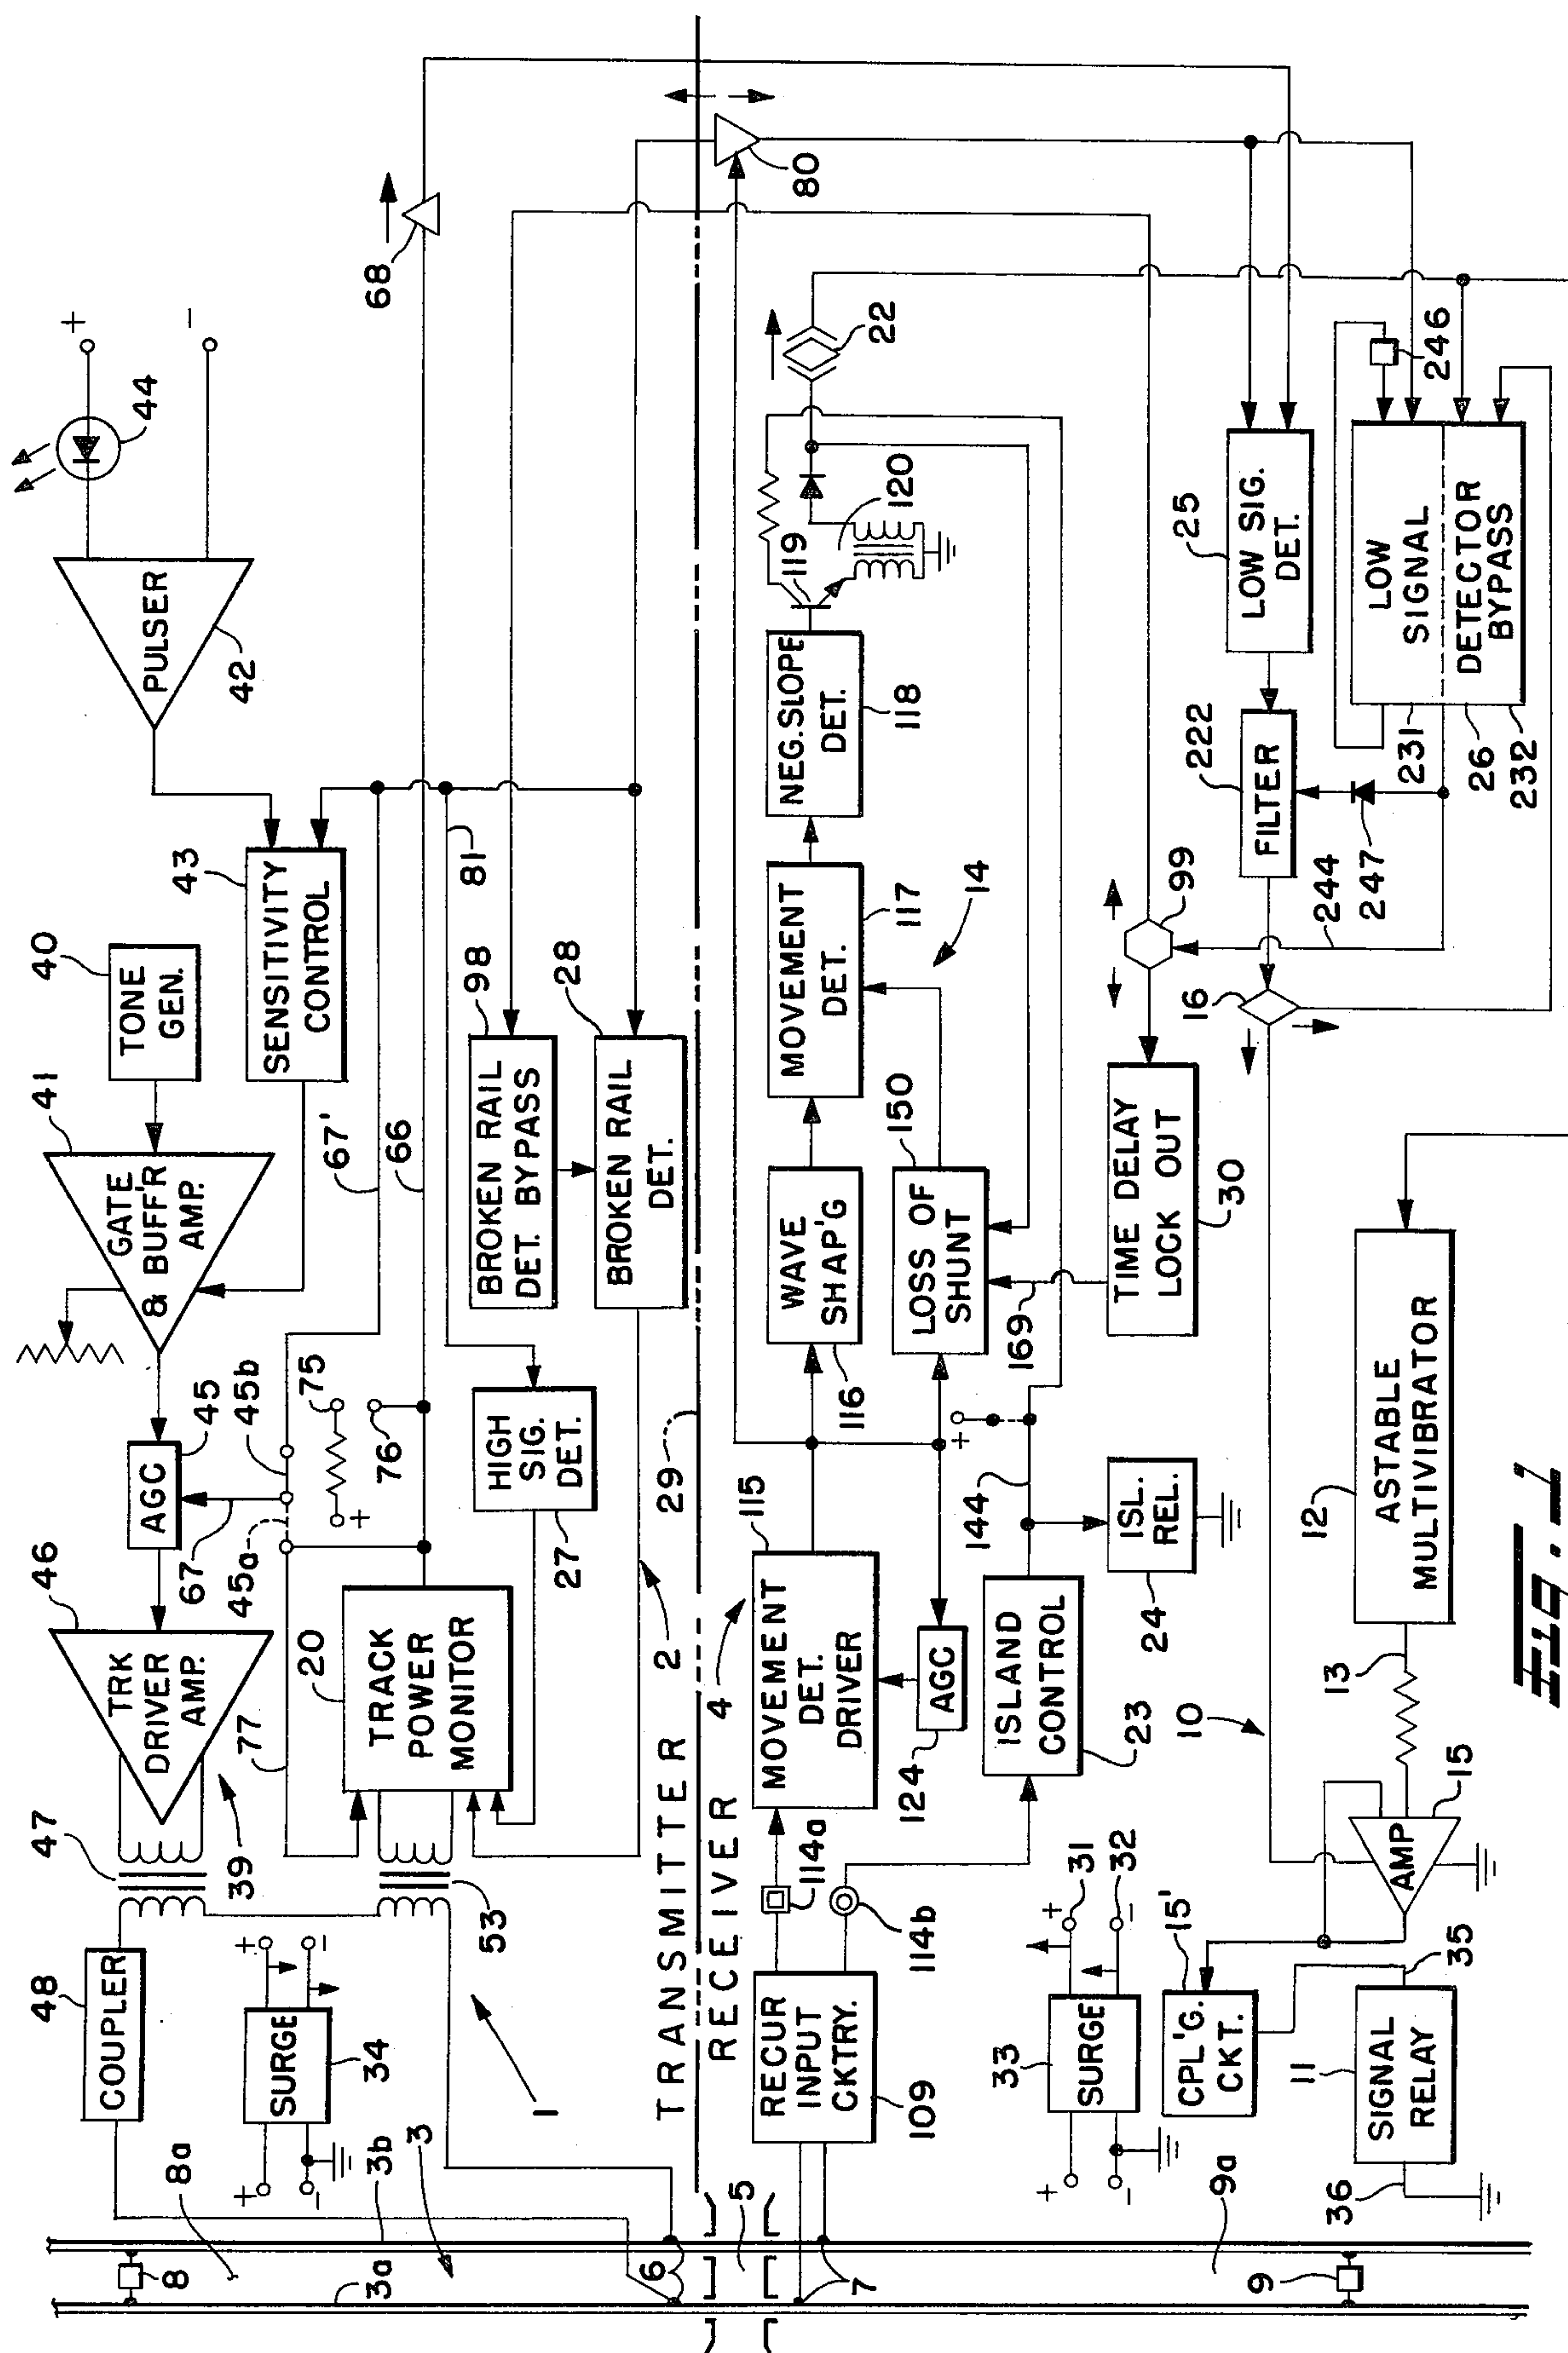 48
COUPLER
47
39
46
TRK
DRIVER
AMP.
AGC
45
67
45a
45b
41
GATE
& BUFF'R
AMP.
40
TONE
GEN.
43
SENSITIVITY
CONTROL
PULSER
42
44
+
-
+
-
+
-
SURGE
34
77
20
TRACK
POWER
MONITOR
53
+
75
76
67'
66
68
81
HIGH
SIG.
DET.
27
98
BROKEN RAIL
DET. BYPASS
28
BROKEN RAIL
DET.
1
2
29
8a
8
3a
3b
3
5
6
7
TRANSMITTER
RECEIVER
4
RECVR
INPUT
CKTRY.
109
114a
114b
115
MOVEMENT
DET.
DRIVER
124
AGC
WAVE
SHAP'G
116
MOVEMENT
DET.
117
NEG. SLOPE
DET.
118
119
120
22
80
14
150
LOSS OF
SHUNT
169
ISLAND
CONTROL
23
144
+
ISL.
REL.
24
TIME DELAY
LOCK OUT
30
99
16
244
247
222
FILTER
25
LOW SIG.
DET.
LOW
SIGNAL
DETECTOR
BYPASS
231
26
232
246
33
SURGE
+
-
+
-
31
32
9a
9
CPL'G.
CKT.
15'
11
SIGNAL
RELAY
35
36
10
AMP
15
13
12
ASTABLE
MULTIVIBRATOR
FIG. 1